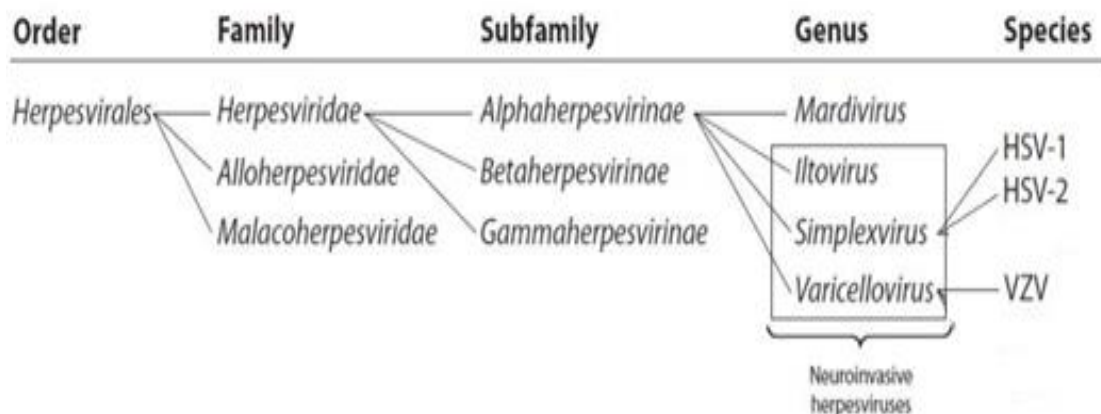 Order Family Subfamily Genus Species
Herpesvirales Herpesviridae Alphaherpesvirinae Mardivirus
HSV-1
Alloherpesviridae Betaherpesvirinae Iltovirus
HSV-2
Malacoherpesviridae Gammaherpesvirinae Simplexvirus
Varicellovirus VZV
Neuroinvasive
herpesviruses